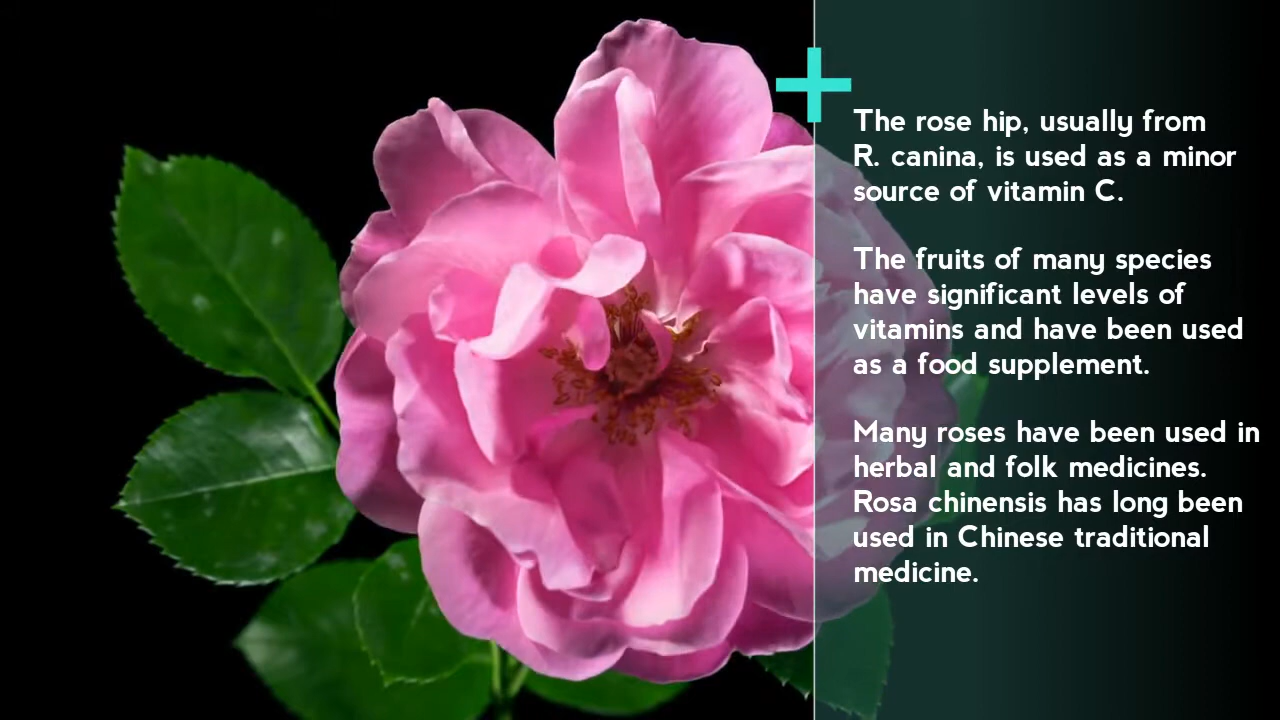 The rose hip, usually from
R. canina, is used as a minor
source of vitamin C.
The fruits of many species
have significant levels of
vitamins and have been used
as a food supplement.
Many roses have been used in
herbal and folk medicines.
Rosa chinensis has long been
used in Chinese traditional
medicine.